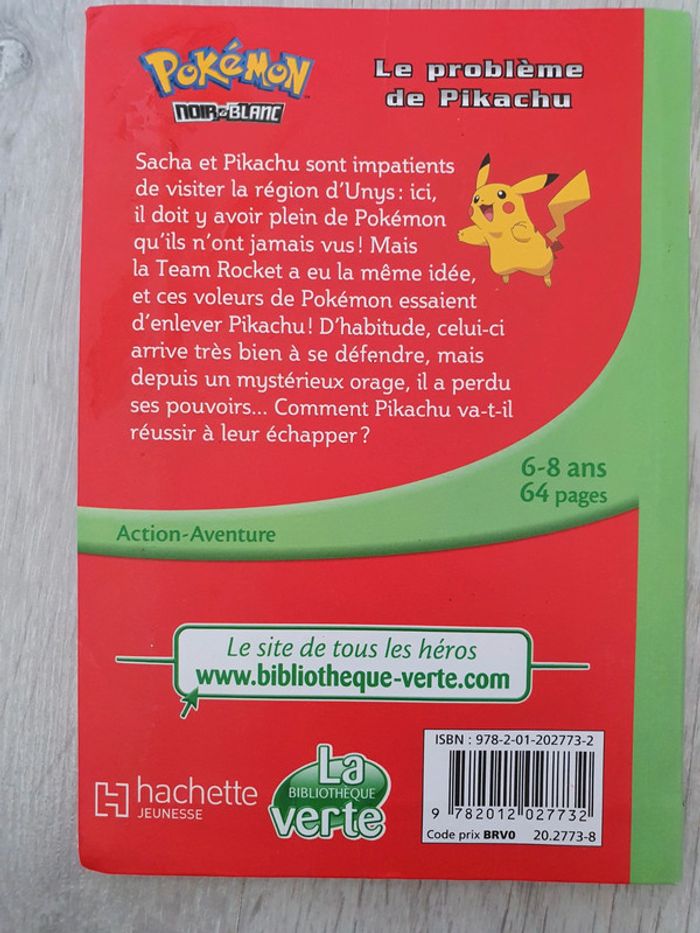 POKÉMON
NOIR et BLANC
Le problème
de Pikachu
Sacha et Pikachu sont impatients
de visiter la région d'Unys : ici,
il doit y avoir plein de Pokémon
qu'ils n'ont jamais vus ! Mais
la Team Rocket a eu la même idée,
et ces voleurs de Pokémon essaient
d'enlever Pikachu ! D'habitude, celui-ci
arrive très bien à se défendre, mais
depuis un mystérieux orage, il a perdu
ses pouvoirs... Comment Pikachu va-t-il
réussir à leur échapper ?
6-8 ans
64 pages
Action-Aventure
Le site de tous les héros
www.bibliotheque-verte.com
hachette
JEUNESSE
La
BIBLIOTHÈQUE
verte
ISBN : 978-2-01-202773-2
9 782012 027732
Code prix BRV0 20.2773-8